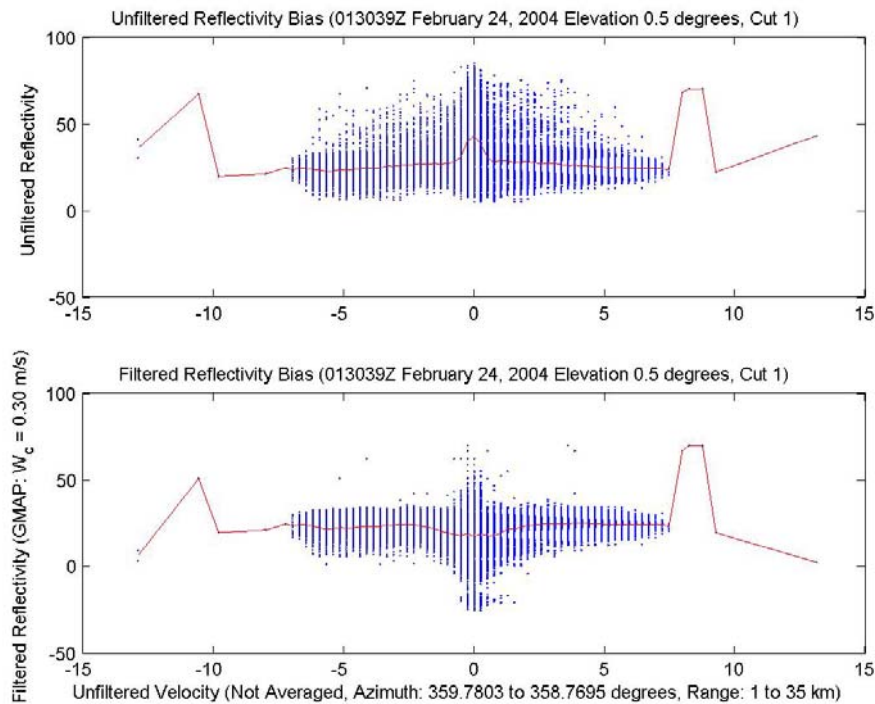 Unfiltered Reflectivity Bias (013039Z February 24, 2004 Elevation 0.5 degrees, Cut 1)
Unfiltered Reflectivity
100
50
0
-50
-15 -10 -5 0 5 10 15
Filtered Reflectivity Bias (013039Z February 24, 2004 Elevation 0.5 degrees, Cut 1)
Filtered Reflectivity (GMAP: Wc = 0.30 m/s)
100
50
0
-50
-15 -10 -5 0 5 10 15
Unfiltered Velocity (Not Averaged, Azimuth: 359.7803 to 358.7695 degrees, Range: 1 to 35 km)